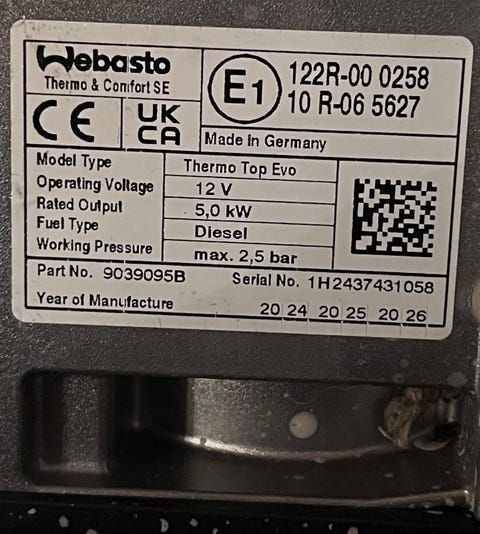 Webasto
Thermo & Comfort SE
E1
122R-00 0258
10 R-06 5627
CE
UK
CA
Made in Germany
Model Type Thermo Top Evo
Operating Voltage 12 V
Rated Output 5,0 kW
Fuel Type Diesel
Working Pressure max. 2,5 bar
Part No. 9039095B Serial No. 1H2437431058
Year of Manufacture 20 24 20 25 20 26